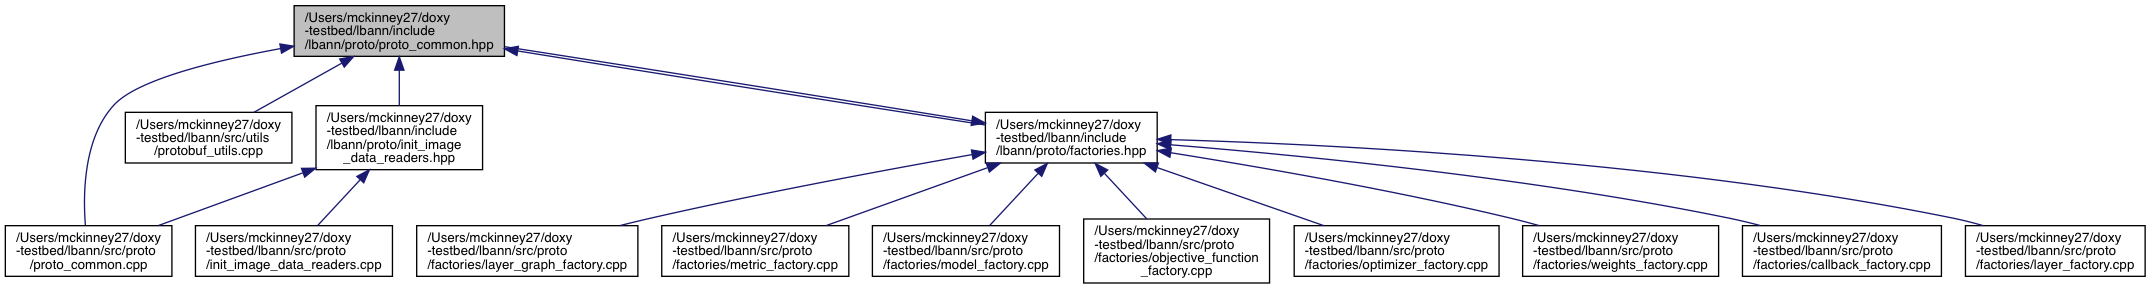 /Users/mckinney27/doxy
-testbed/lbann/include
/lbann/proto/proto_common.hpp
/Users/mckinney27/doxy
-testbed/lbann/src/utils
/protobuf_utils.cpp
/Users/mckinney27/doxy
-testbed/lbann/include
/lbann/proto/init_image
_data_readers.hpp
/Users/mckinney27/doxy
-testbed/lbann/include
/lbann/proto/factories.hpp
/Users/mckinney27/doxy
-testbed/lbann/src/proto
/proto_common.cpp
/Users/mckinney27/doxy
-testbed/lbann/src/proto
/init_image_data_readers.cpp
/Users/mckinney27/doxy
-testbed/lbann/src/proto
/factories/layer_graph_factory.cpp
/Users/mckinney27/doxy
-testbed/lbann/src/proto
/factories/metric_factory.cpp
/Users/mckinney27/doxy
-testbed/lbann/src/proto
/factories/model_factory.cpp
/Users/mckinney27/doxy
-testbed/lbann/src/proto
/factories/objective_function
_factory.cpp
/Users/mckinney27/doxy
-testbed/lbann/src/proto
/factories/optimizer_factory.cpp
/Users/mckinney27/doxy
-testbed/lbann/src/proto
/factories/weights_factory.cpp
/Users/mckinney27/doxy
-testbed/lbann/src/proto
/factories/callback_factory.cpp
/Users/mckinney27/doxy
-testbed/lbann/src/proto
/factories/layer_factory.cpp